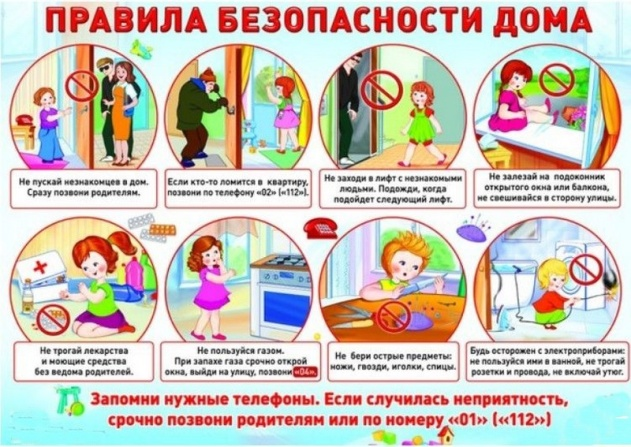 ПРАВИЛА БЕЗОПАСНОСТИ ДОМА
Не пускай незнакомцев в дом.
Сразу позвони родителям.
Если кто-то ломится в квартиру,
позвони по телефону «02» («112»).
Не заходи в лифт с незнакомыми
людьми. Подожди, когда
подойдет следующий лифт.
Не залезай на подоконник
открытого окна или балкона,
не свешивайся в сторону улицы.
Не трогай лекарства
и моющие средства
без ведома родителей.
Не пользуйся газом.
При запахе газа срочно открой
окна, выйди на улицу, позвони «04».
Не бери острые предметы:
ножи, гвозди, иголки, спицы.
Будь осторожен с электроприборами:
не пользуйся ими в ванной, не трогай
розетки и провода, не включай утюг.
Запомни нужные телефоны. Если случилась неприятность,
срочно позвони родителям или по номеру «01» («112»)